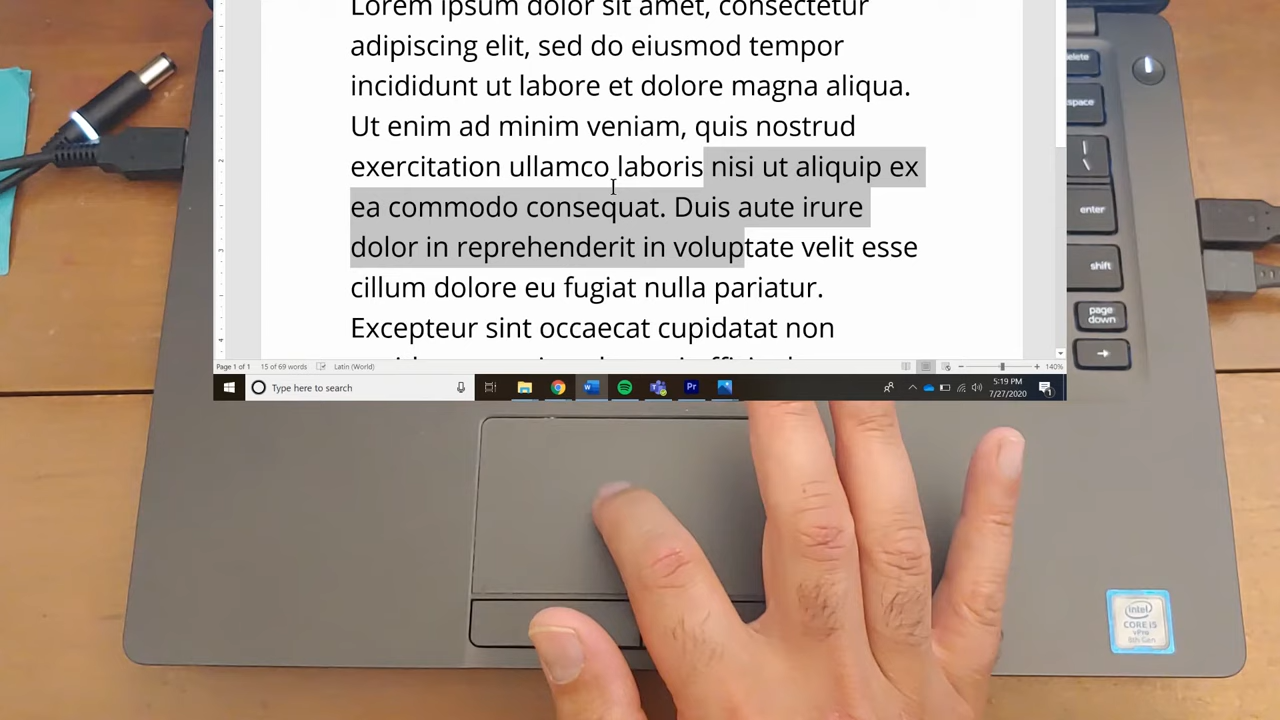 Lorem ipsum dolor sit amet, consectetur
adipiscing elit, sed do eiusmod tempor
incididunt ut labore et dolore magna aliqua.
Ut enim ad minim veniam, quis nostrud
exercitation ullamco laboris nisi ut aliquip ex
ea commodo consequat. Duis aute irure
dolor in reprehenderit in voluptate velit esse
cillum dolore eu fugiat nulla pariatur.
Excepteur sint occaecat cupidatat non
Page 1 of 1 15 of 69 words Latin (World) 140%
Type here to search
Pr
5:19 PM
7/27/2020
delete
space
enter
shift
page
down
intel
CORE i5
vPro
8th Gen